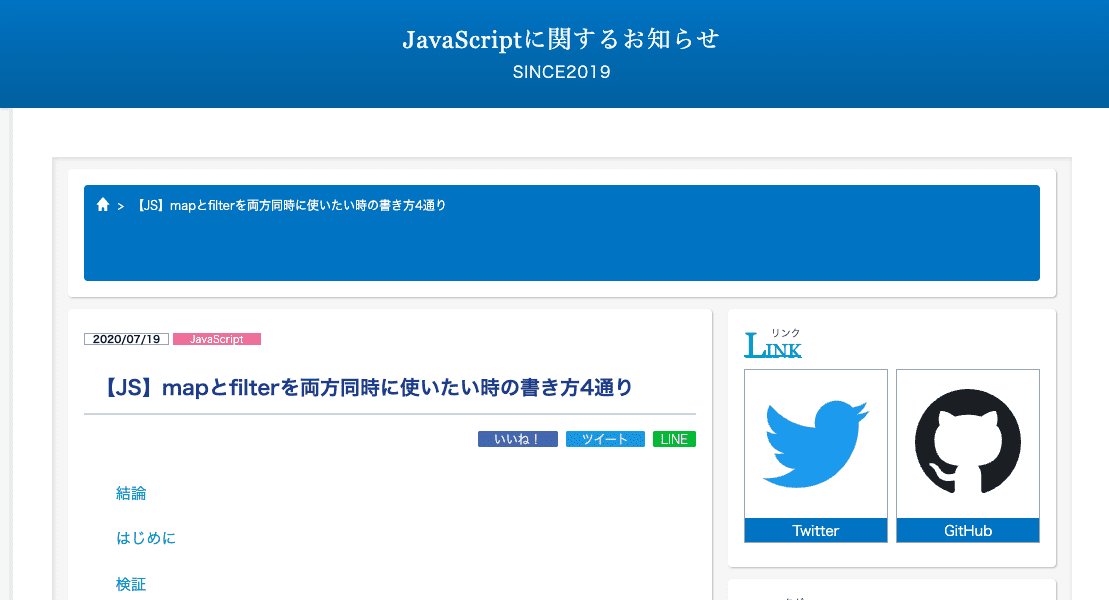 JavaScriptに関するお知らせ
SINCE2019
> 【JS】mapとfilterを両方同時に使いたい時の書き方4通り
2020/07/19 JavaScript
【JS】mapとfilterを両方同時に使いたい時の書き方4通り
いいね！ ツイート LINE
結論
はじめに
検証
リンク
LINK
Twitter GitHub